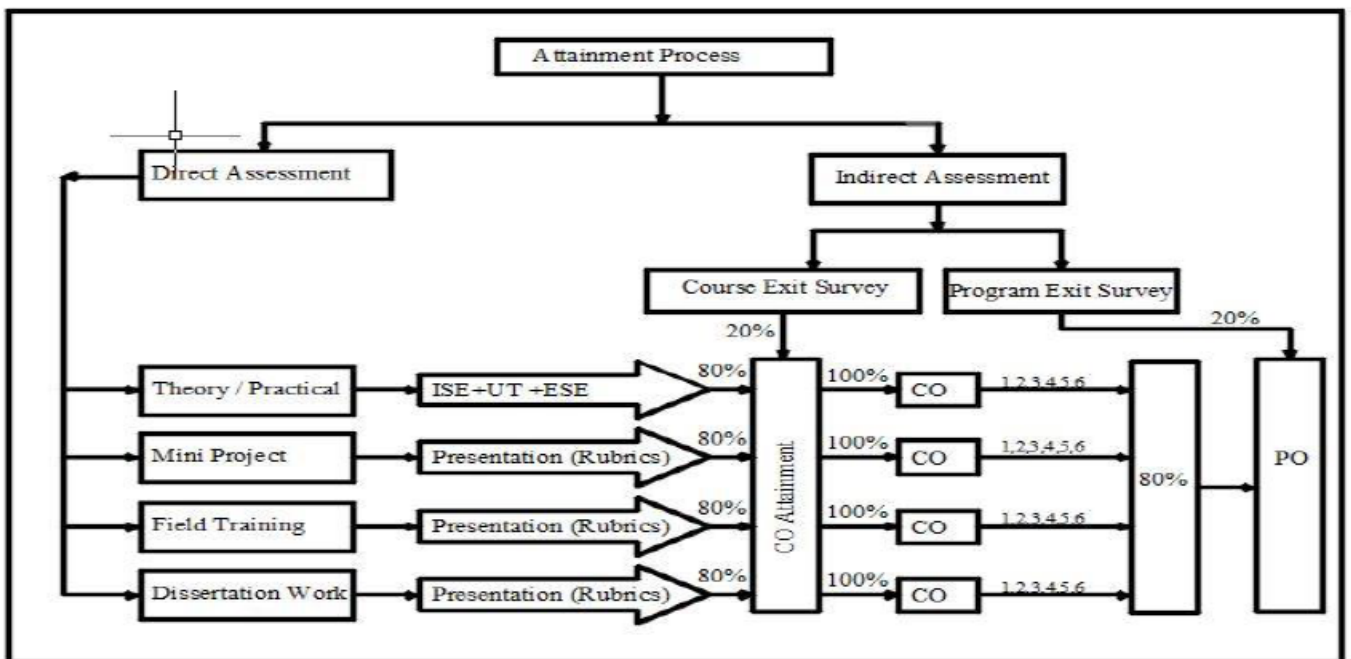 Attainment Process
Direct Assessment
Indirect Assessment
Course Exit Survey
Program Exit Survey
20%
20%
Theory / Practical
ISE+UT +ESE
80%
100%
CO
1,2,3,4,5,6
Mini Project
Presentation (Rubrics)
80%
100%
CO
1,2,3,4,5,6
Field Training
Presentation (Rubrics)
80%
100%
CO
1,2,3,4,5,6
Dissertation Work
Presentation (Rubrics)
80%
100%
CO
1,2,3,4,5,6
CO Attainment
80%
PO